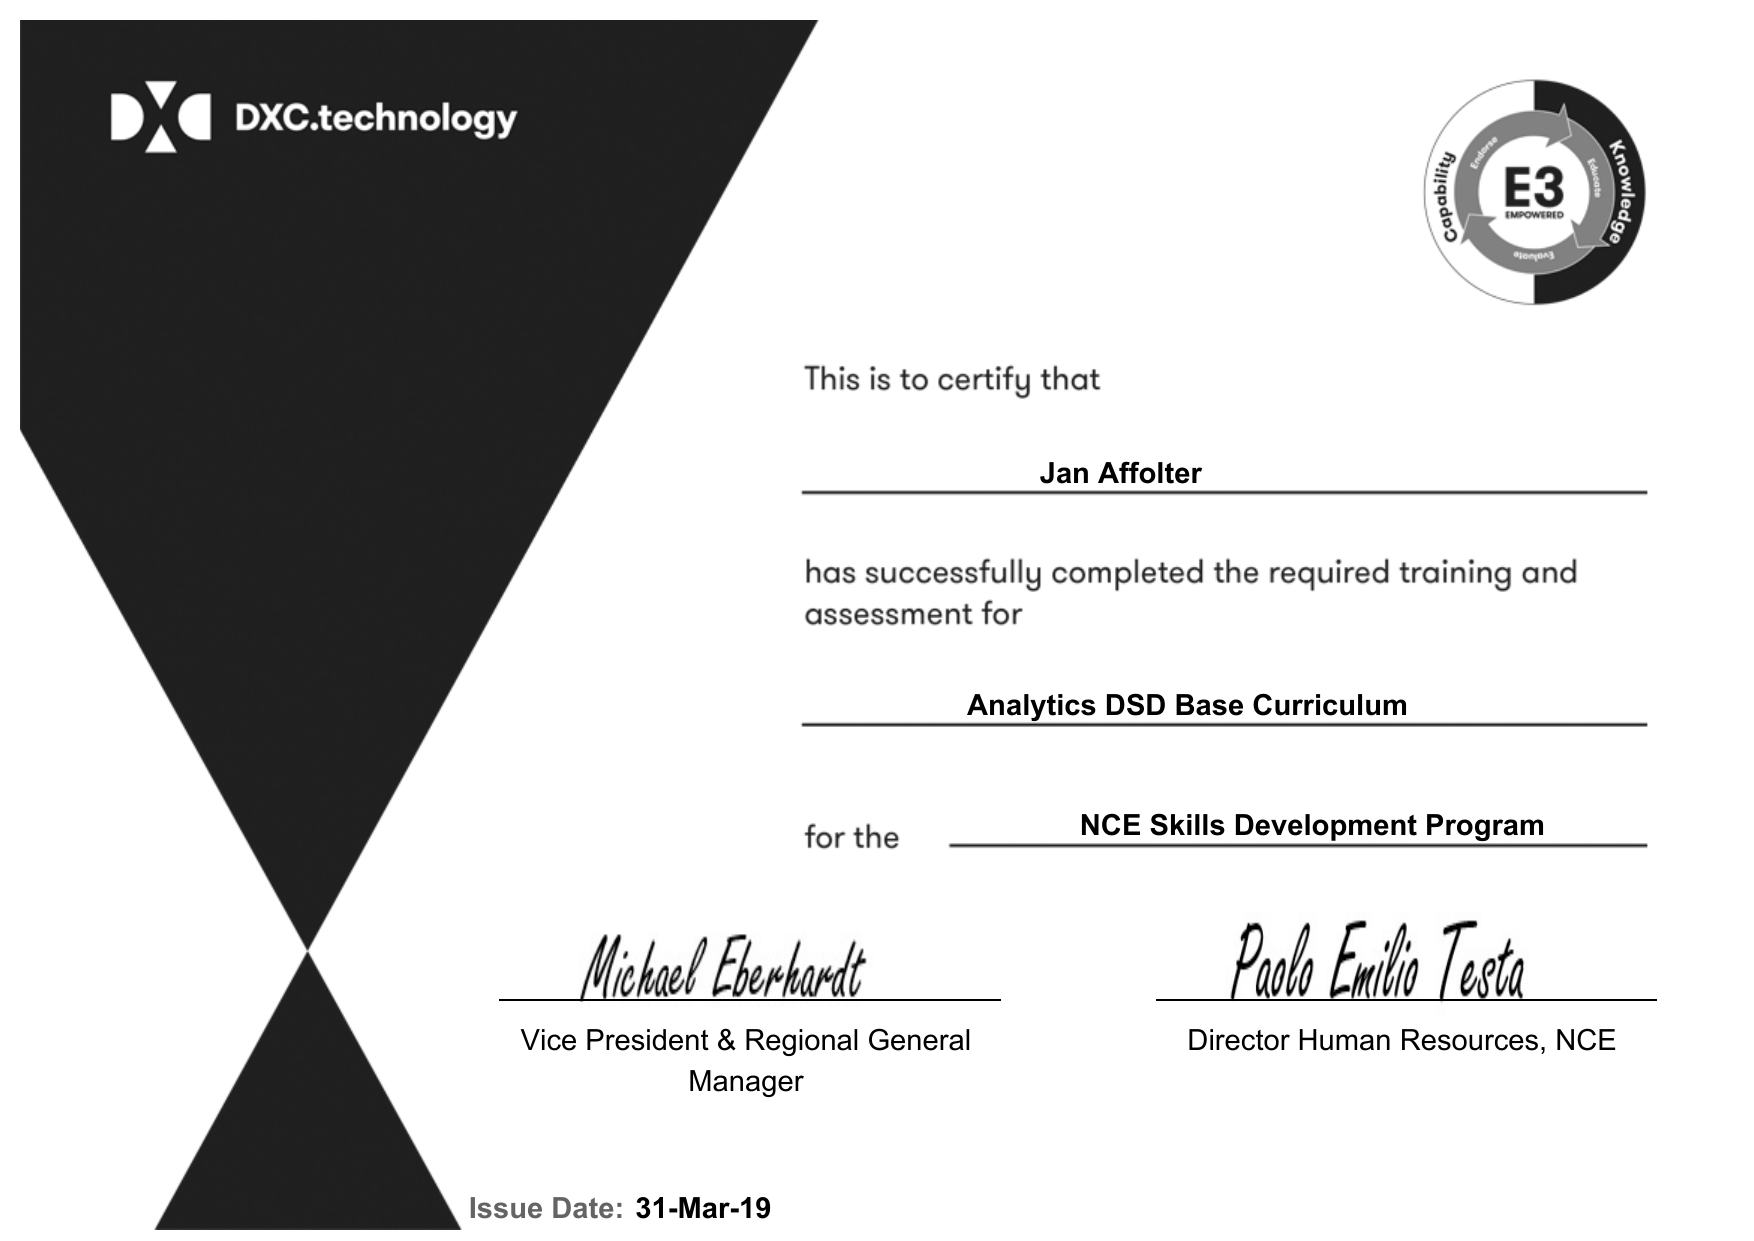 DXC.technology
Capability
Knowledge
Endorse
Educate
Evaluate
E3
EMPOWERED
This is to certify that
Jan Affolter
has successfully completed the required training and
assessment for
Analytics DSD Base Curriculum
for the NCE Skills Development Program
Michael Eberhardt
Paolo Emilio Testa
Vice President & Regional General
Manager
Director Human Resources, NCE
Issue Date: 31-Mar-19